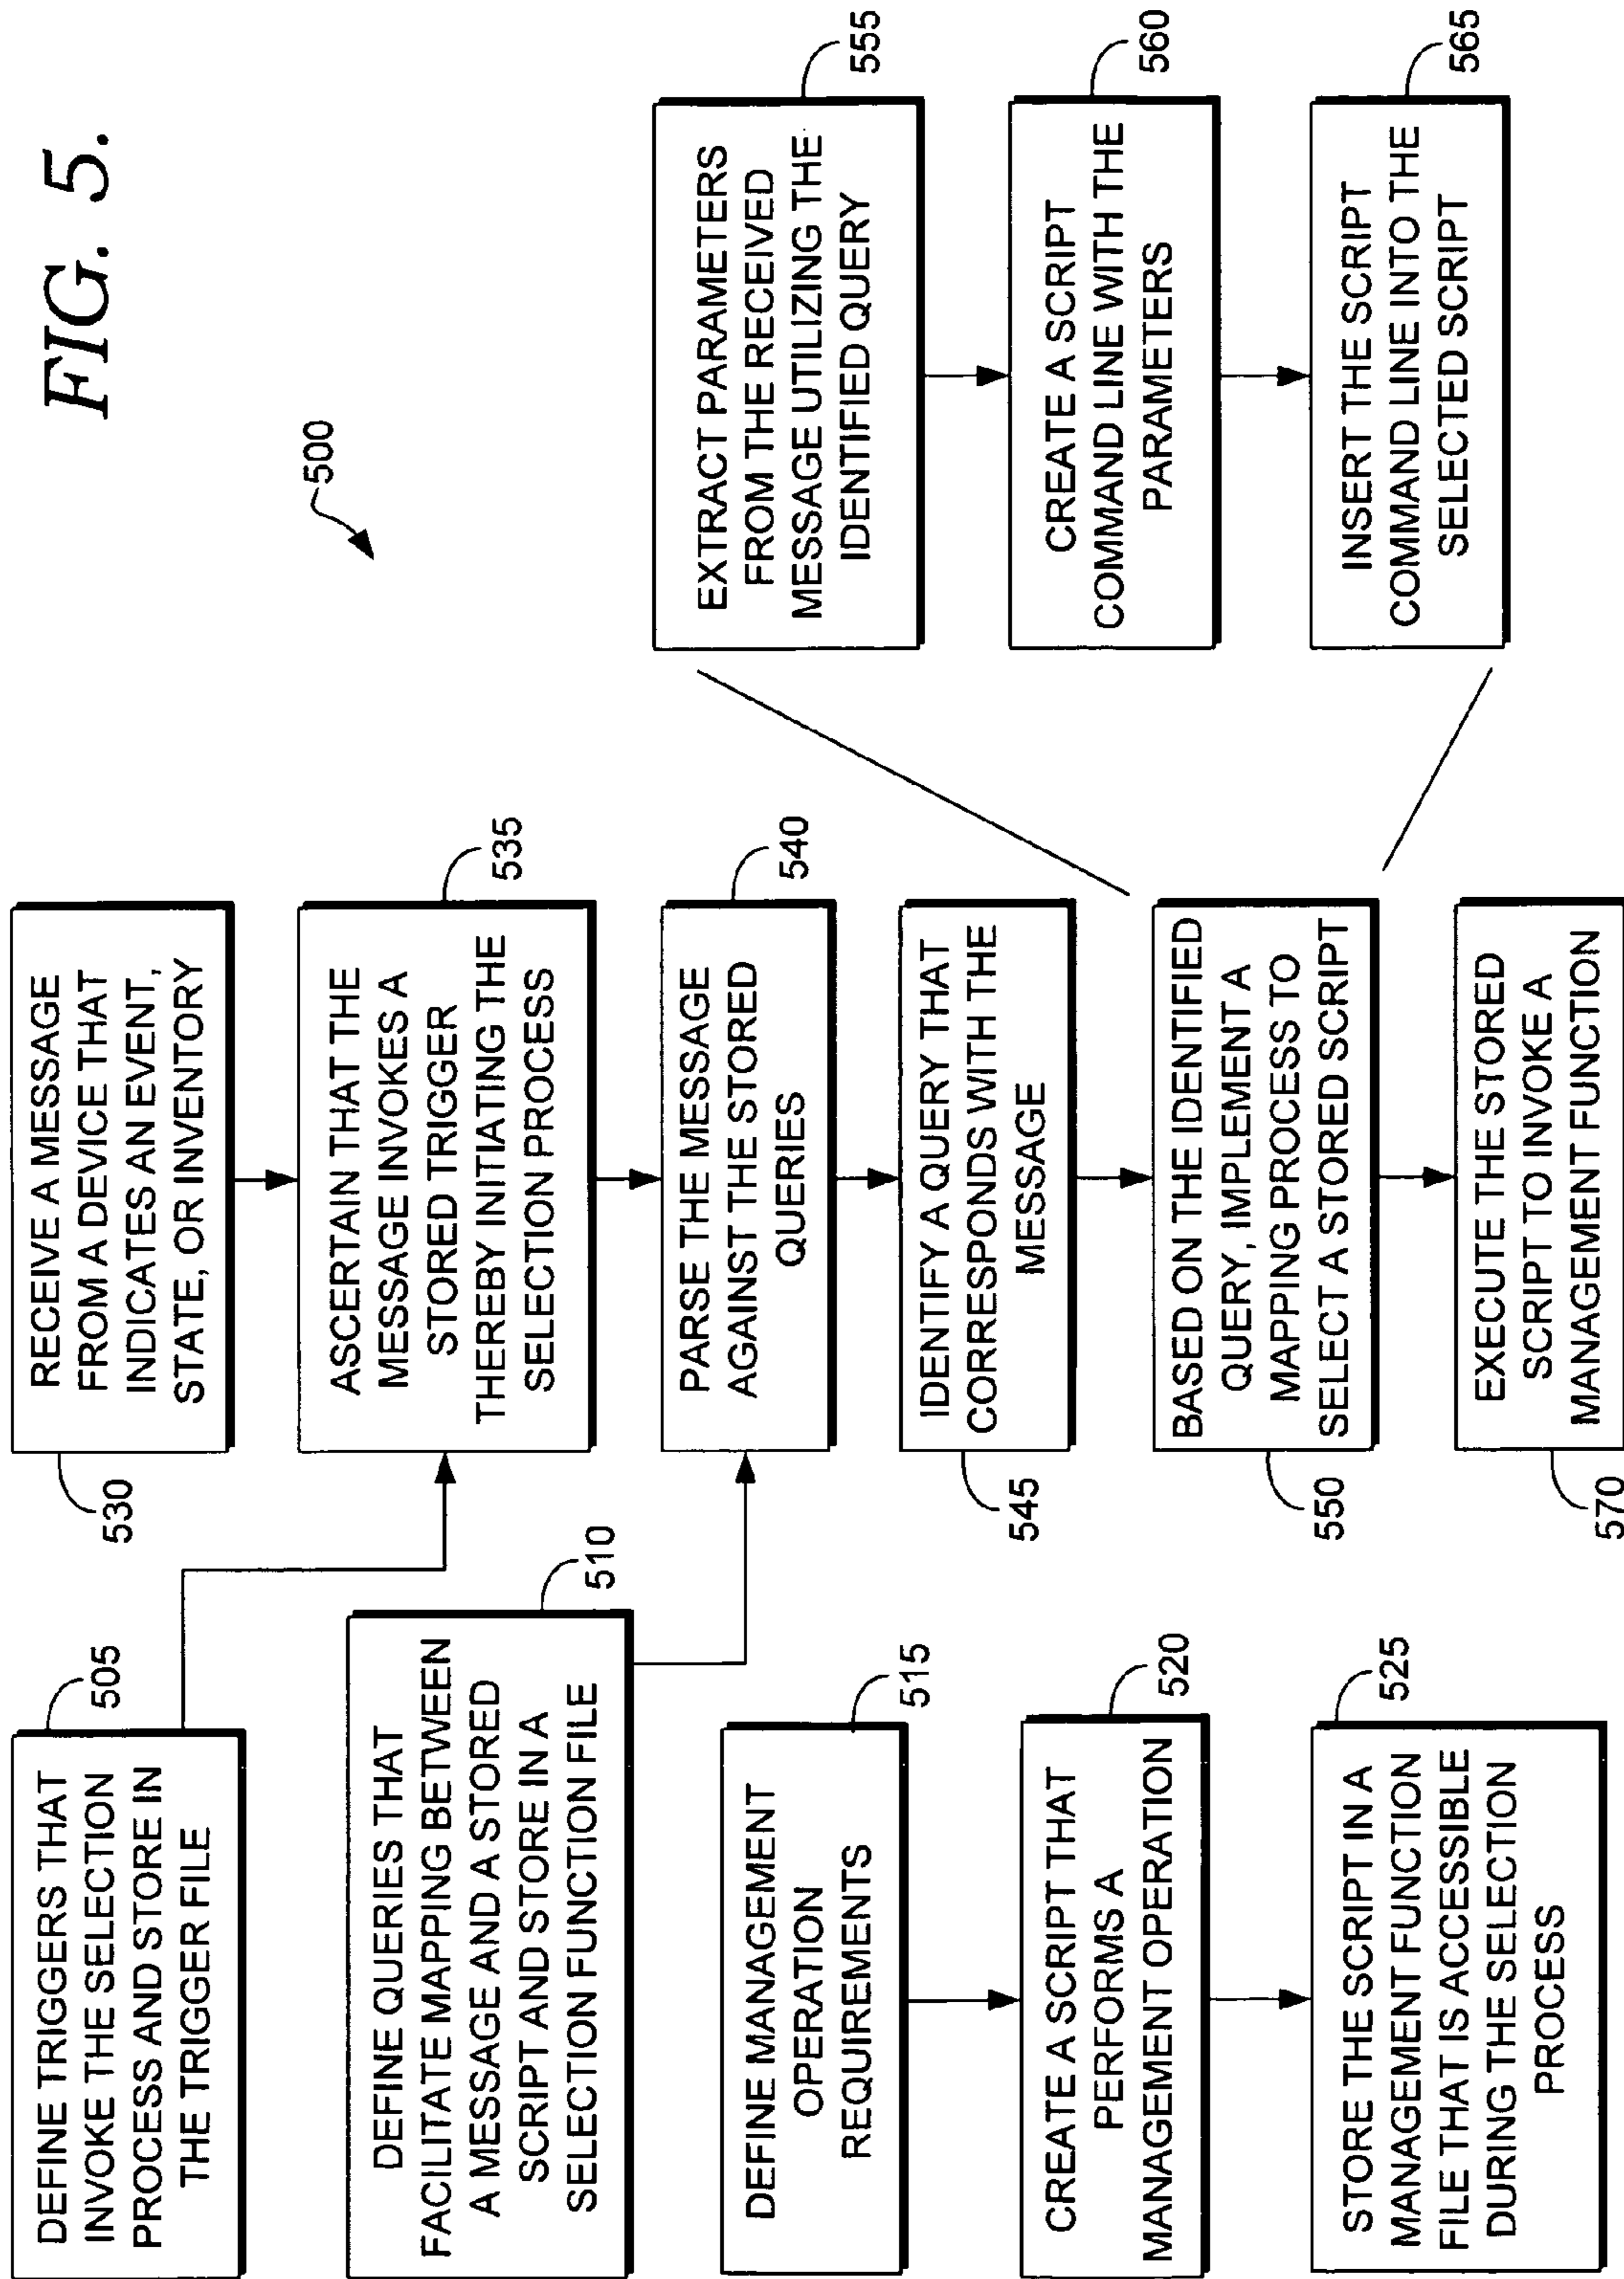 FIG. 5.
500
DEFINE TRIGGERS THAT
INVOKE THE SELECTION
PROCESS AND STORE IN
THE TRIGGER FILE
505
DEFINE QUERIES THAT
FACILITATE MAPPING BETWEEN
A MESSAGE AND A STORED
SCRIPT AND STORE IN A
SELECTION FUNCTION FILE
510
DEFINE MANAGEMENT
OPERATION
REQUIREMENTS
515
CREATE A SCRIPT THAT
PERFORMS A
MANAGEMENT OPERATION
520
STORE THE SCRIPT IN A
MANAGEMENT FUNCTION
FILE THAT IS ACCESSIBLE
DURING THE SELECTION
PROCESS
525
RECEIVE A MESSAGE
FROM A DEVICE THAT
INDICATES AN EVENT,
STATE, OR INVENTORY
530
ASCERTAIN THAT THE
MESSAGE INVOKES A
STORED TRIGGER
THEREBY INITIATING THE
SELECTION PROCESS
535
PARSE THE MESSAGE
AGAINST THE STORED
QUERIES
540
IDENTIFY A QUERY THAT
CORRESPONDS WITH THE
MESSAGE
545
BASED ON THE IDENTIFIED
QUERY, IMPLEMENT A
MAPPING PROCESS TO
SELECT A STORED SCRIPT
550
EXECUTE THE STORED
SCRIPT TO INVOKE A
MANAGEMENT FUNCTION
570
EXTRACT PARAMETERS
FROM THE RECEIVED
MESSAGE UTILIZING THE
IDENTIFIED QUERY
555
CREATE A SCRIPT
COMMAND LINE WITH THE
PARAMETERS
560
INSERT THE SCRIPT
COMMAND LINE INTO THE
SELECTED SCRIPT
565